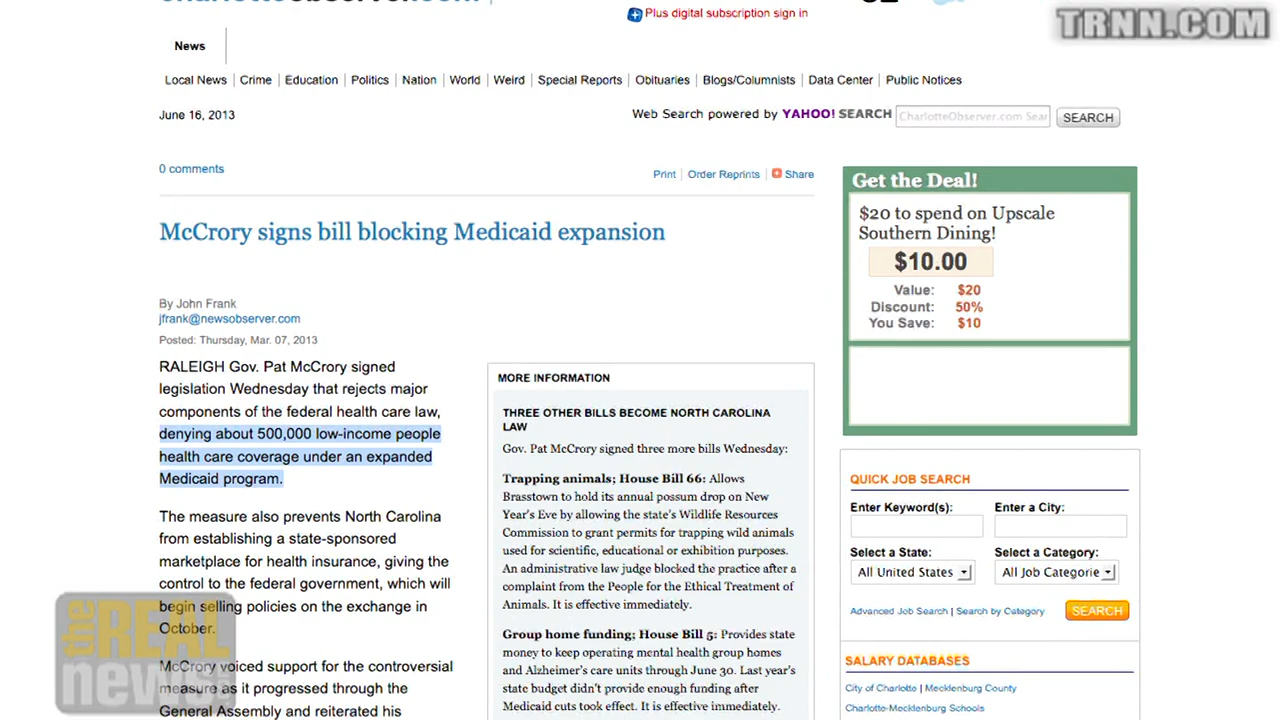 TRNN.COM
Plus digital subscription sign in
News
Local News | Crime | Education | Politics | Nation | World | Weird | Special Reports | Obituaries | Blogs/Columnists | Data Center | Public Notices
June 16, 2013
Web Search powered by YAHOO! SEARCH
CharlotteObserver.com Sear
SEARCH
0 comments
Print | Order Reprints | Share
McCrory signs bill blocking Medicaid expansion
By John Frank
jfrank@newsobserver.com
Posted: Thursday, Mar. 07, 2013
RALEIGH Gov. Pat McCrory signed
legislation Wednesday that rejects major
components of the federal health care law,
denying about 500,000 low-income people
health care coverage under an expanded
Medicaid program.
The measure also prevents North Carolina
from establishing a state-sponsored
marketplace for health insurance, giving the
control to the federal government, which will
begin selling policies on the exchange in
October.
McCrory voiced support for the controversial
measure as it progressed through the
General Assembly and reiterated his
MORE INFORMATION
THREE OTHER BILLS BECOME NORTH CAROLINA
LAW
Gov. Pat McCrory signed three more bills Wednesday:
Trapping animals; House Bill 66: Allows
Brasstown to hold its annual possum drop on New
Year's Eve by allowing the state's Wildlife Resources
Commission to grant permits for trapping wild animals
used for scientific, educational or exhibition purposes.
An administrative law judge blocked the practice after a
complaint from the People for the Ethical Treatment of
Animals. It is effective immediately.
Group home funding; House Bill 5: Provides state
money to keep operating mental health group homes
and Alzheimer's care units through June 30. Last year's
state budget didn't provide enough funding after
Medicaid cuts took effect. It is effective immediately.
Get the Deal!
$20 to spend on Upscale
Southern Dining!
$10.00
Value: $20
Discount: 50%
You Save: $10
QUICK JOB SEARCH
Enter Keyword(s): Enter a City:
Select a State: Select a Category:
All United States All Job Categorie
Advanced Job Search | Search by Category
SEARCH
SALARY DATABASES
City of Charlotte | Mecklenburg County
Charlotte-Mecklenburg Schools
the REAL
news